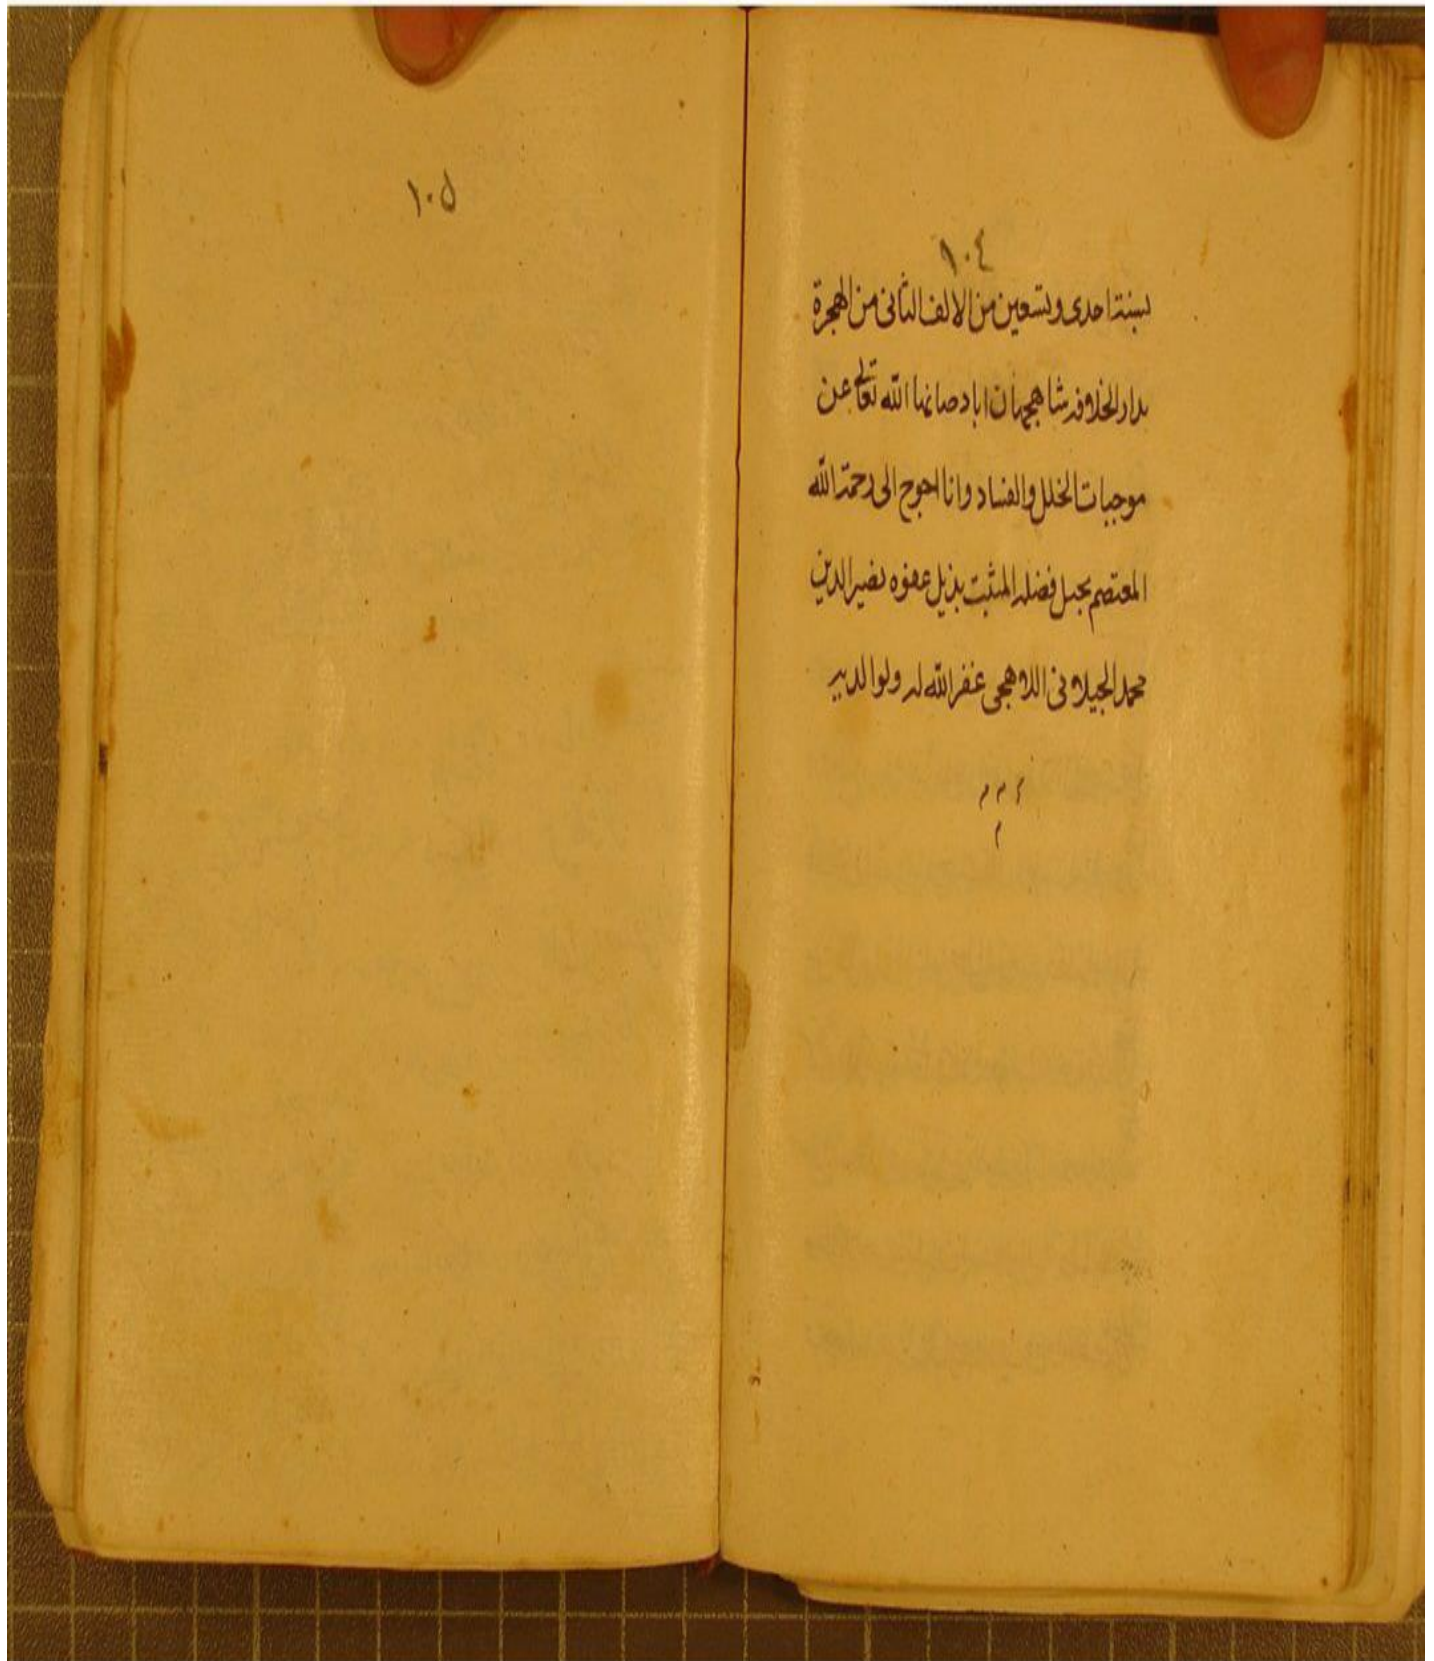 ١٠٤
لسنة احدى وتسعين من الالف الثانى من الهجرة
بدار الخلافه شاهجهان اباد صانها الله تعالى عن
موجبات الخلل والفساد وانا احوج الى رحمة الله
المعتصم بحبل فضله المتثبت بذيل عفوه نصير الدين
محمد الجيلانى اللاهجى غفر الله له ولوالديه
م م م
م
١٠٥